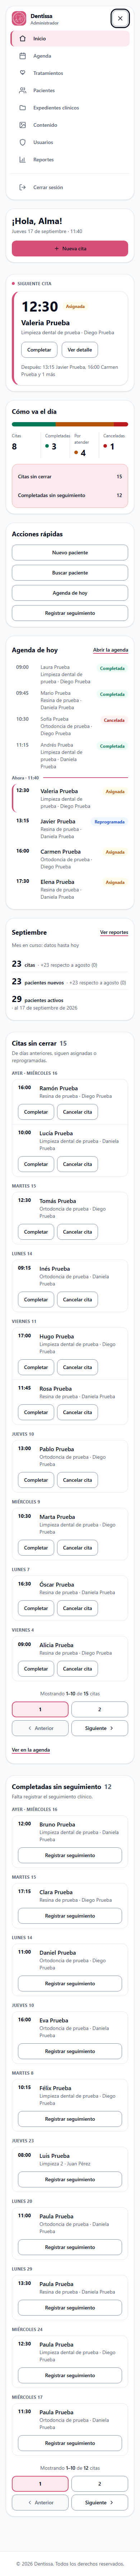 Dentissa
Administrador
Inicio
Agenda
Tratamientos
Pacientes
Expedientes clínicos
Contenido
Usuarios
Reportes
Cerrar sesión
¡Hola, Alma!
Jueves 17 de septiembre · 11:40
+ Nueva cita
SIGUIENTE CITA
12:30 Asignada
Valeria Prueba
Limpieza dental de prueba · Diego Prueba
Completar Ver detalle
Después: 13:15 Javier Prueba, 16:00 Carmen
Prueba y 1 más
Cómo va el día
Citas Completadas Por Canceladas
atender
8 3 4 1
Citas sin cerrar 15
Completadas sin seguimiento 12
Acciones rápidas
Nuevo paciente
Buscar paciente
Agenda de hoy
Registrar seguimiento
Agenda de hoy Abrir la agenda
09:00 Laura Prueba Completada
Limpieza dental de
prueba · Diego Prueba
09:45 Mario Prueba Completada
Resina de prueba ·
Daniela Prueba
10:30 Sofía Prueba Cancelada
Ortodoncia de prueba ·
Diego Prueba
11:15 Andrés Prueba Completada
Limpieza dental de
prueba · Daniela
Prueba
Ahora · 11:40
12:30 Valeria Prueba Asignada
Limpieza dental de
prueba · Diego Prueba
13:15 Javier Prueba Reprogramada
Resina de prueba ·
Daniela Prueba
16:00 Carmen Prueba Asignada
Ortodoncia de prueba ·
Diego Prueba
17:30 Elena Prueba Asignada
Resina de prueba ·
Daniela Prueba
Septiembre Ver reportes
Mes en curso: datos hasta hoy
23 citas · +23 respecto a agosto (0)
23 pacientes nuevos · +23 respecto a agosto (0)
29 pacientes activos
· al 17 de septiembre de 2026
Citas sin cerrar 15
De días anteriores, siguen asignadas o
reprogramadas.
AYER · MIÉRCOLES 16
16:00 Ramón Prueba
Resina de prueba · Diego Prueba
Completar Cancelar cita
10:00 Lucía Prueba
Limpieza dental de prueba · Daniela
Prueba
Completar Cancelar cita
MARTES 15
12:30 Tomás Prueba
Ortodoncia de prueba · Diego
Prueba
Completar Cancelar cita
LUNES 14
09:15 Inés Prueba
Ortodoncia de prueba · Daniela
Prueba
Completar Cancelar cita
VIERNES 11
17:00 Hugo Prueba
Limpieza dental de prueba · Diego
Prueba
Completar Cancelar cita
11:45 Rosa Prueba
Resina de prueba · Daniela Prueba
Completar Cancelar cita
JUEVES 10
13:00 Pablo Prueba
Ortodoncia de prueba · Diego
Prueba
Completar Cancelar cita
MIÉRCOLES 9
10:30 Marta Prueba
Limpieza dental de prueba · Diego
Prueba
Completar Cancelar cita
LUNES 7
16:30 Óscar Prueba
Resina de prueba · Daniela Prueba
Completar Cancelar cita
VIERNES 4
09:00 Alicia Prueba
Resina de prueba · Diego Prueba
Completar Cancelar cita
Mostrando 1-10 de 15 citas
1 2
Anterior Siguiente
Ver en la agenda
Completadas sin seguimiento 12
Falta registrar el seguimiento clínico.
AYER · MIÉRCOLES 16
12:00 Bruno Prueba
Limpieza dental de prueba · Daniela
Prueba
Registrar seguimiento
MARTES 15
17:15 Clara Prueba
Resina de prueba · Diego Prueba
Registrar seguimiento
LUNES 14
11:00 Daniel Prueba
Ortodoncia de prueba · Diego
Prueba
Registrar seguimiento
JUEVES 10
16:00 Eva Prueba
Ortodoncia de prueba · Daniela
Prueba
Registrar seguimiento
MARTES 8
10:15 Félix Prueba
Limpieza dental de prueba · Diego
Prueba
Registrar seguimiento
JUEVES 23
08:00 Luis Prueba
Limpieza 2 · Juan Pérez
Registrar seguimiento
LUNES 20
11:00 Paula Prueba
Ortodoncia de prueba · Daniela
Prueba
Registrar seguimiento
LUNES 29
13:30 Paula Prueba
Resina de prueba · Daniela Prueba
Registrar seguimiento
MIÉRCOLES 24
12:30 Paula Prueba
Limpieza dental de prueba · Diego
Prueba
Registrar seguimiento
MIÉRCOLES 17
11:30 Paula Prueba
Ortodoncia de prueba · Daniela
Prueba
Registrar seguimiento
Mostrando 1-10 de 12 citas
1 2
Anterior Siguiente
© 2026 Dentissa. Todos los derechos reservados.